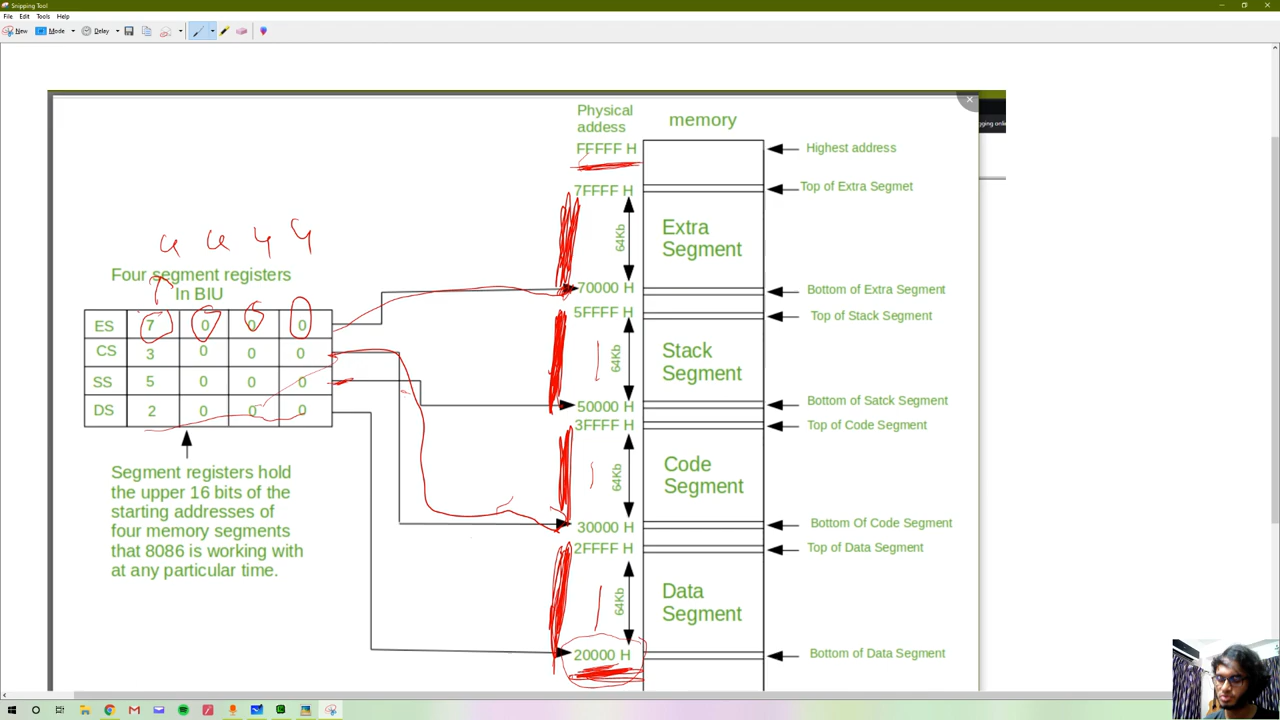 Snipping Tool
File Edit Tools Help
New Mode Delay
Physical
addess
memory
FFFFF H
Highest address
7FFFF H
Top of Extra Segmet
64Kb
Extra
Segment
4 4 4 4
Four segment registers
In BIU
70000 H
Bottom of Extra Segment
5FFFF H
Top of Stack Segment
ES 7 0 0 0
CS 3 0 0 0
SS 5 0 0 0
DS 2 0 0 0
64Kb
Stack
Segment
50000 H
Bottom of Satck Segment
3FFFF H
Top of Code Segment
64Kb
Code
Segment
Segment registers hold
the upper 16 bits of the
starting addresses of
four memory segments
that 8086 is working with
at any particular time.
30000 H
Bottom Of Code Segment
2FFFF H
Top of Data Segment
64Kb
Data
Segment
20000 H
Bottom of Data Segment